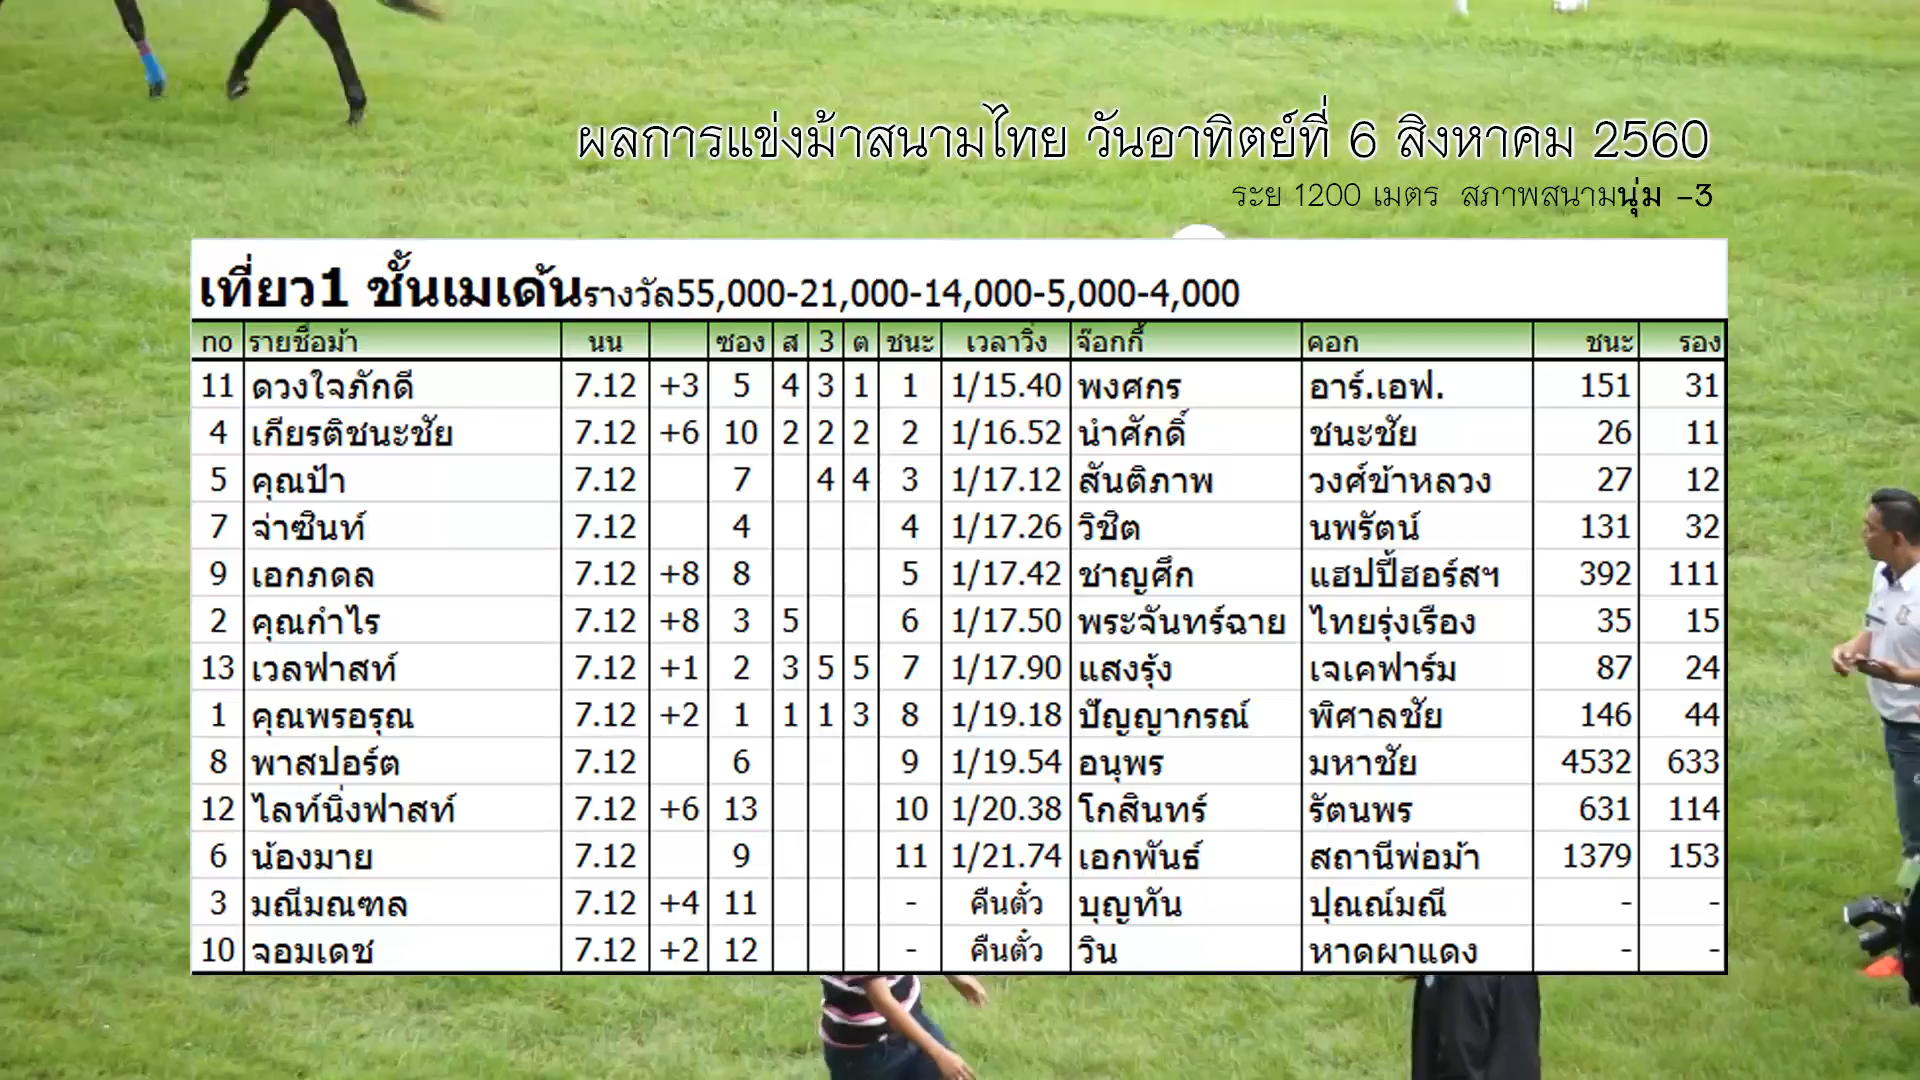 ผลการแข่งม้าสนามไทย วันอาทิตย์ที่ 6 สิงหาคม 2560
ระยะ 1200 เมตร สภาพสนามนุ่ม -3
เที่ยว1 ชั้นเมเด้นรางวัล55,000-21,000-14,000-5,000-4,000
no รายชื่อม้า นน ซอง ส 3 ต ชนะ เวลาวิ่ง จ๊อกกี้ คอก ชนะ รอง
11 ดวงใจภักดี 7.12 +3 5 4 3 1 1 1/15.40 พงศกร อาร์.เอฟ. 151 31
4 เกียรติชนะชัย 7.12 +6 10 2 2 2 2 1/16.52 นำศักดิ์ ชนะชัย 26 11
5 คุณป้า 7.12 7 4 4 3 1/17.12 สันติภาพ วงศ์ข้าหลวง 27 12
7 จ่าซินท์ 7.12 4 4 1/17.26 วิชิต นพรัตน์ 131 32
9 เอกภดล 7.12 +8 8 5 1/17.42 ชาญศึก แฮปปี้ฮอร์สฯ 392 111
2 คุณกำไร 7.12 +8 3 5 6 1/17.50 พระจันทร์ฉาย ไทยรุ่งเรือง 35 15
13 เวลฟาสท์ 7.12 +1 2 3 5 5 7 1/17.90 แสงรุ้ง เจเคฟาร์ม 87 24
1 คุณพรอรุณ 7.12 +2 1 1 1 3 8 1/19.18 ปัญญากรณ์ พิศาลชัย 146 44
8 พาสปอร์ต 7.12 6 9 1/19.54 อนุพร มหาชัย 4532 633
12 ไลท์นิ่งฟาสท์ 7.12 +6 13 10 1/20.38 โกสินทร์ รัตนพร 631 114
6 น้องมาย 7.12 9 11 1/21.74 เอกพันธ์ สถานีพ่อม้า 1379 153
3 มณีมณฑล 7.12 +4 11 - คืนตั๋ว บุญทัน ปุณณ์มณี - -
10 จอมเดช 7.12 +2 12 - คืนตั๋ว วิน หาดผาแดง - -